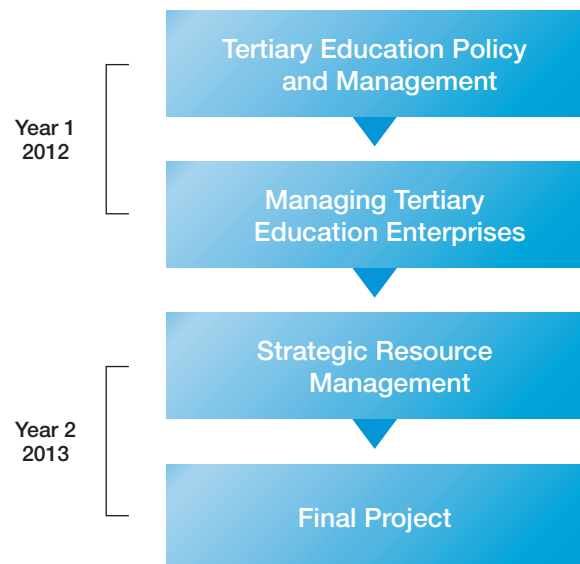 Tertiary Education Policy
and Management
Year 1
2012
Managing Tertiary
Education Enterprises
Strategic Resource
Management
Year 2
2013
Final Project